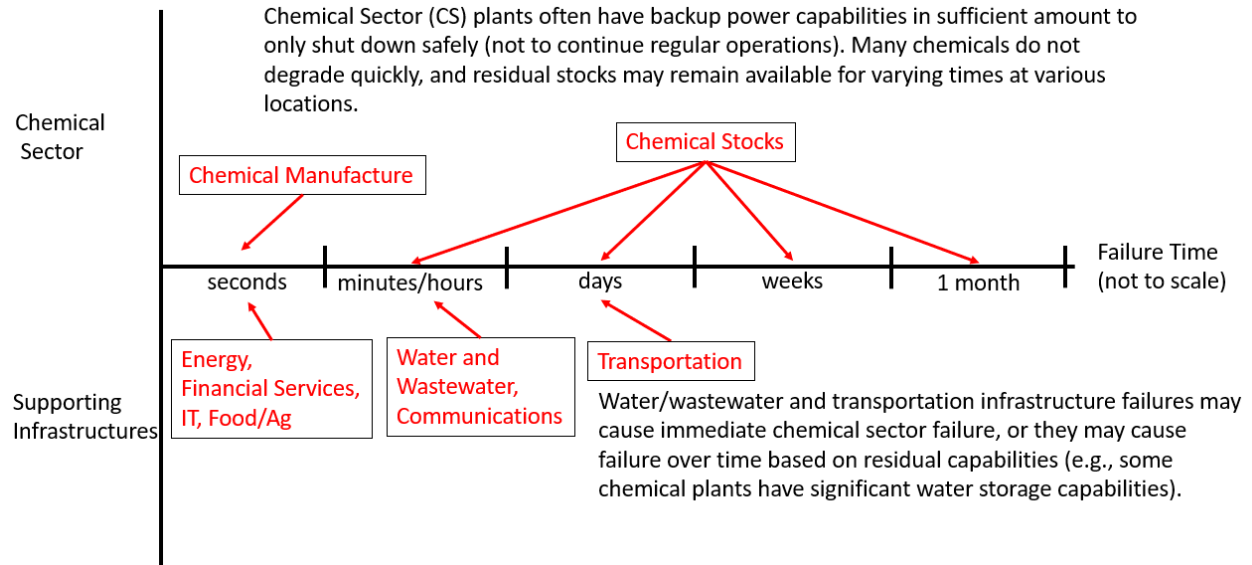 Chemical Sector (CS) plants often have backup power capabilities in sufficient amount to
only shut down safely (not to continue regular operations). Many chemicals do not
degrade quickly, and residual stocks may remain available for varying times at various
locations.
Chemical
Sector
Chemical Stocks
Chemical Manufacture
Failure Time
(not to scale)
seconds
minutes/hours
days
weeks
1 month
Energy,
Financial Services,
IT, Food/Ag
Water and
Wastewater,
Communications
Transportation
Supporting
Infrastructures
Water/wastewater and transportation infrastructure failures may
cause immediate chemical sector failure, or they may cause
failure over time based on residual capabilities (e.g., some
chemical plants have significant water storage capabilities).